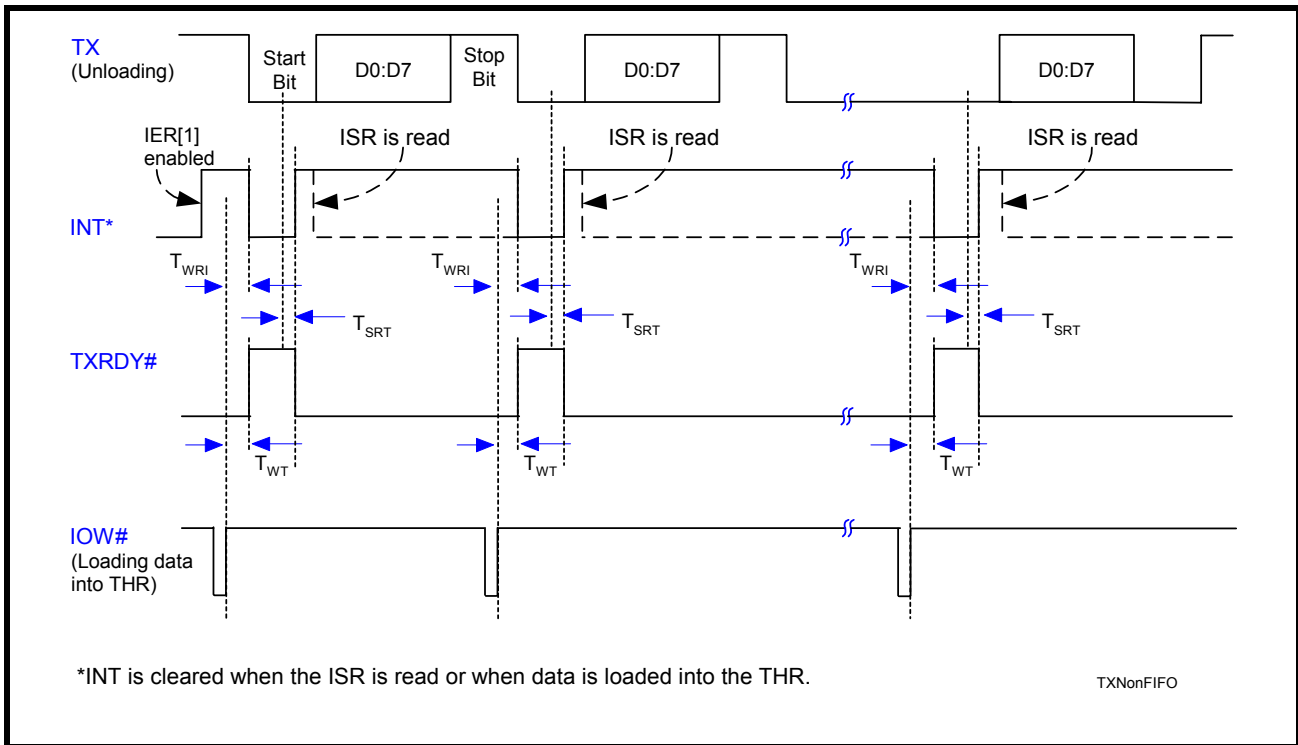 TX
(Unloading)
Start
Bit
D0:D7
Stop
Bit
D0:D7
D0:D7
IER[1]
enabled
ISR is read
ISR is read
ISR is read
INT*
TWRI
TWRI
TWRI
TSRT
TSRT
TSRT
TXRDY#
TWT
TWT
TWT
IOW#
(Loading data
into THR)
*INT is cleared when the ISR is read or when data is loaded into the THR.
TXNonFIFO